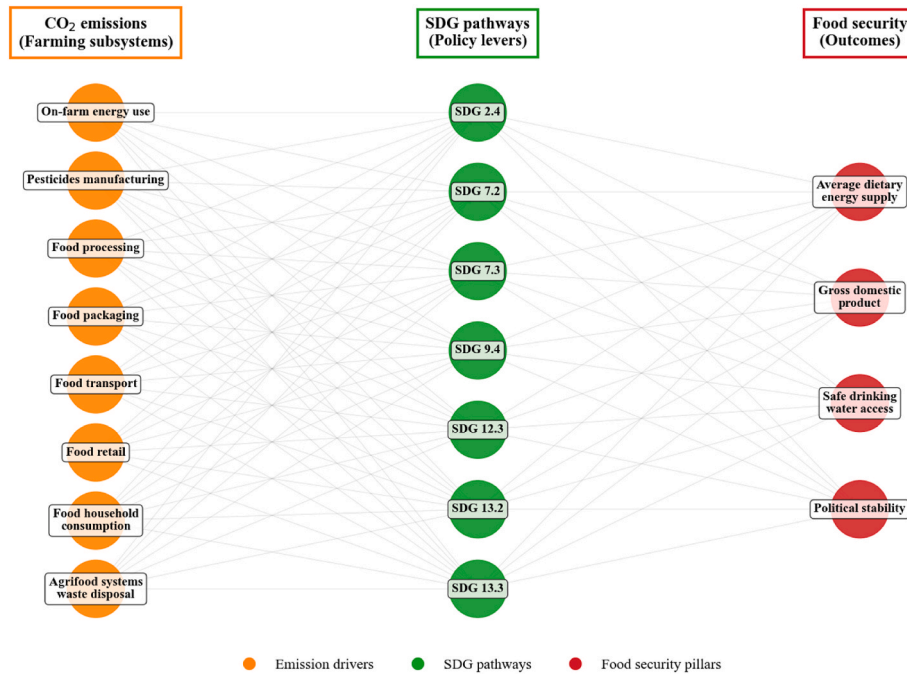 CO₂ emissions
(Farming subsystems)
SDG pathways
(Policy levers)
Food security
(Outcomes)
On-farm energy use
Pesticides manufacturing
Food processing
Food packaging
Food transport
Food retail
Food household
consumption
Agrifood systems
waste disposal
SDG 2.4
SDG 7.2
SDG 7.3
SDG 9.4
SDG 12.3
SDG 13.2
SDG 13.3
Average dietary
energy supply
Gross domestic
product
Safe drinking
water access
Political stability
Emission drivers
SDG pathways
Food security pillars